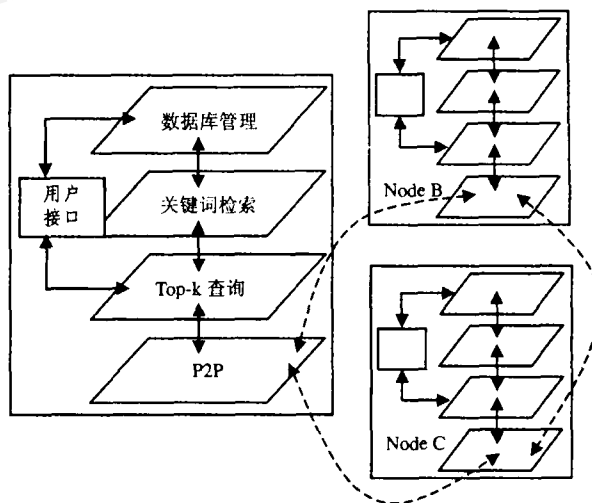 数据库管理
用户
接口
关键词检索
Top-k 查询
P2P
Node B
Node C